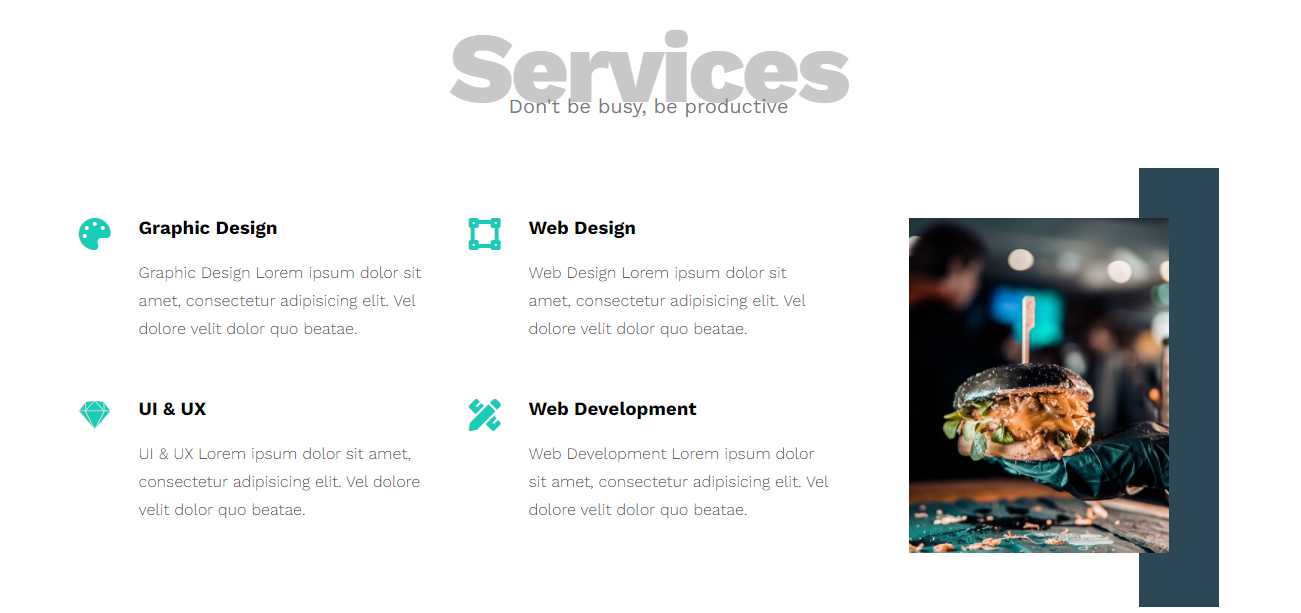 Services
Don't be busy, be productive
Graphic Design
Graphic Design Lorem ipsum dolor sit
amet, consectetur adipisicing elit. Vel
dolore velit dolor quo beatae.
Web Design
Web Design Lorem ipsum dolor sit
amet, consectetur adipisicing elit. Vel
dolore velit dolor quo beatae.
UI & UX
UI & UX Lorem ipsum dolor sit amet,
consectetur adipisicing elit. Vel dolore
velit dolor quo beatae.
Web Development
Web Development Lorem ipsum dolor
sit amet, consectetur adipisicing elit. Vel
dolore velit dolor quo beatae.